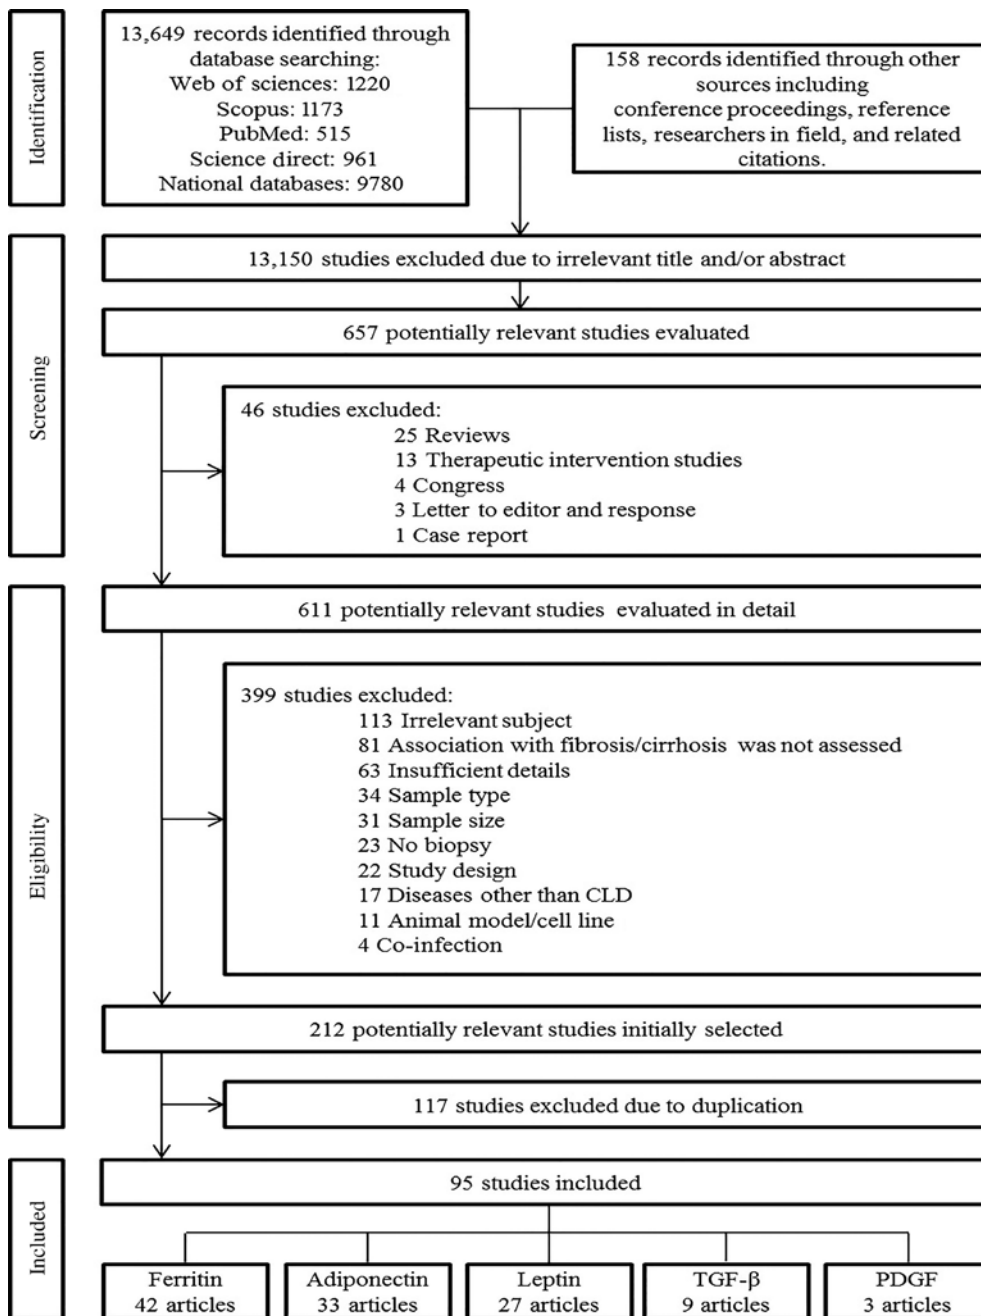 Identification
13,649 records identified through
database searching:
Web of sciences: 1220
Scopus: 1173
PubMed: 515
Science direct: 961
National databases: 9780
158 records identified through other
sources including
conference proceedings, reference
lists, researchers in field, and related
citations.
Screening
13,150 studies excluded due to irrelevant title and/or abstract
657 potentially relevant studies evaluated
46 studies excluded:
25 Reviews
13 Therapeutic intervention studies
4 Congress
3 Letter to editor and response
1 Case report
Eligibility
611 potentially relevant studies evaluated in detail
399 studies excluded:
113 Irrelevant subject
81 Association with fibrosis/cirrhosis was not assessed
63 Insufficient details
34 Sample type
31 Sample size
23 No biopsy
22 Study design
17 Diseases other than CLD
11 Animal model/cell line
4 Co-infection
212 potentially relevant studies initially selected
117 studies excluded due to duplication
Included
95 studies included
Ferritin
42 articles
Adiponectin
33 articles
Leptin
27 articles
TGF-β
9 articles
PDGF
3 articles